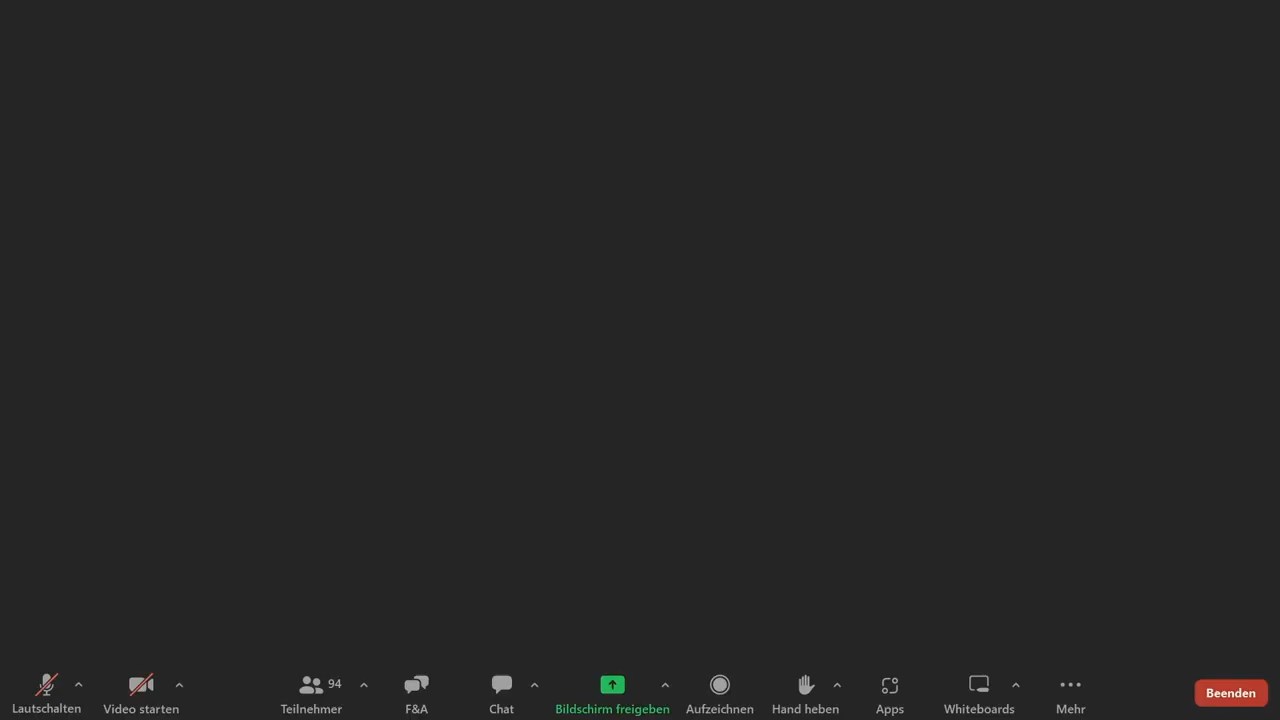 94
Lautschalten
Video starten
Teilnehmer
F&A
Chat
Bildschirm freigeben
Aufzeichnen
Hand heben
Apps
Whiteboards
Mehr
Beenden